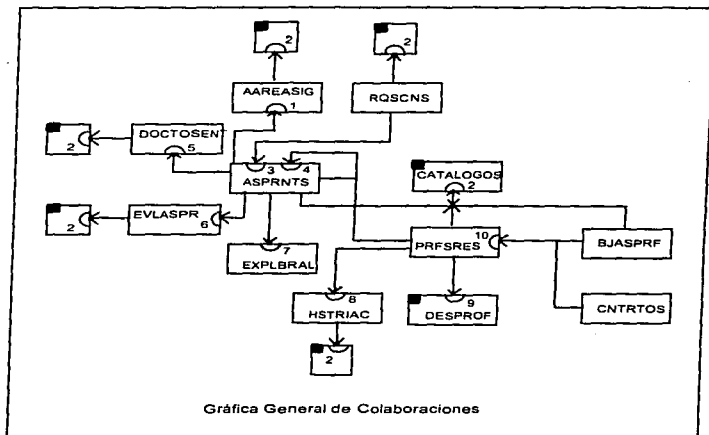 2
2
AAREASIG
1
RQSCNS
2
DOCTOSENT
5
3
4
ASPRNTS
CATALOGOS
2
2
EVLASPR
6
7
EXPLBRAL
10
PRFSRES
BJASPRF
8
HSTRIAC
9
DESPROF
CNTRTOS
2
Gráfica General de Colaboraciones